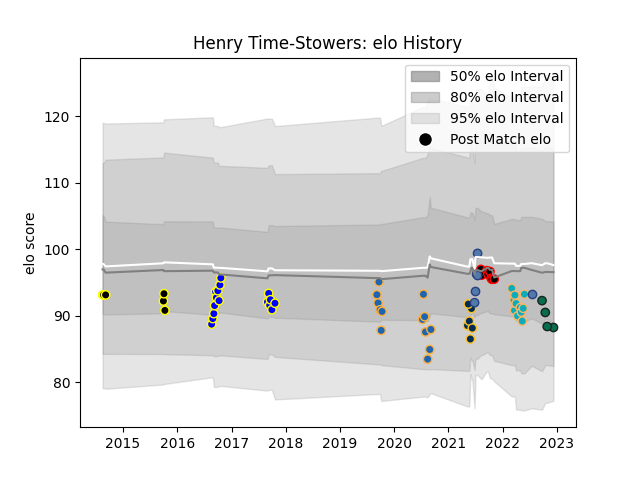 Henry Time-Stowers: elo History
50% elo Interval
80% elo Interval
95% elo Interval
Post Match elo
elo score
120
110
100
90
80
2015 2016 2017 2018 2019 2020 2021 2022 2023